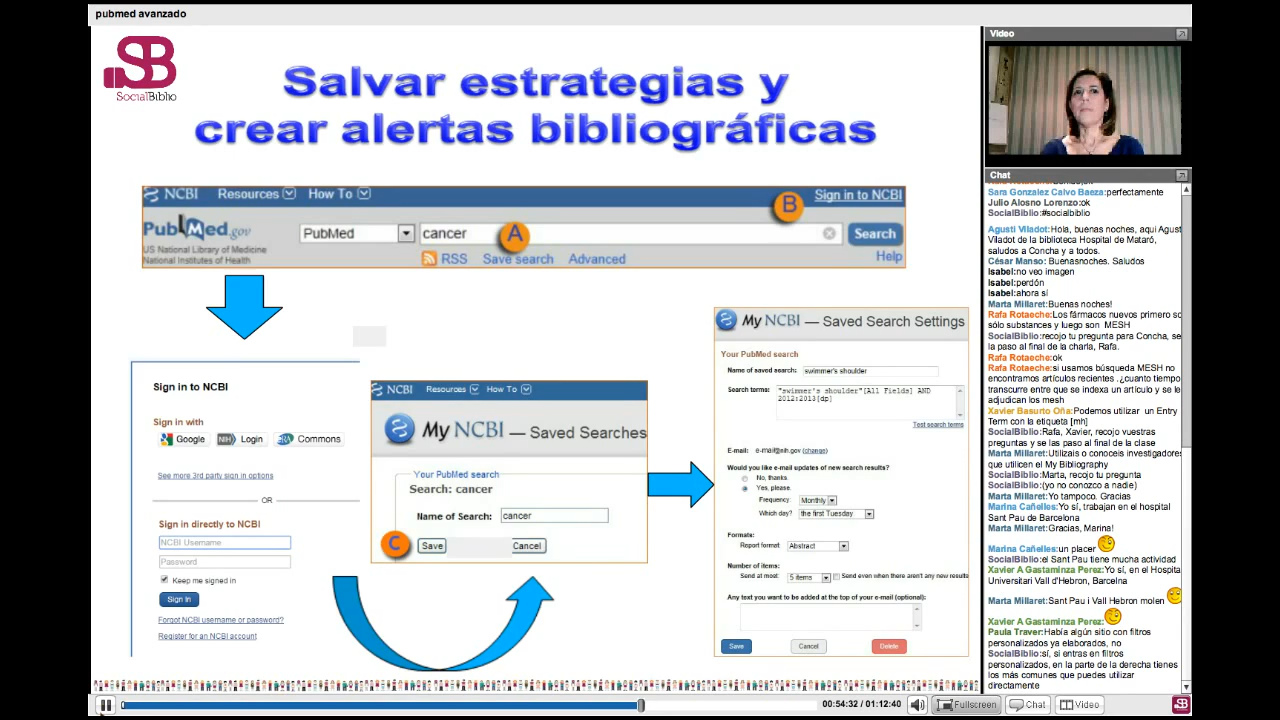 pubmed avanzado
SB
SocialBiblio
Salvar estrategias y
crear alertas bibliográficas
NCBI Resources How To Sign in to NCBI
B
PubMed.gov
US National Library of Medicine
National Institutes of Health
PubMed cancer A Search
RSS Save search Advanced Help
Sign in to NCBI
Sign in with
Google NIH Login eRA Commons
See more 3rd party sign in options
OR
Sign in directly to NCBI
NCBI Username
Password
Keep me signed in
Sign In
Forgot NCBI username or password?
Register for an NCBI account
NCBI Resources How To
My NCBI — Saved Searches
Your PubMed search
Search: cancer
Name of Search: cancer
C Save Cancel
My NCBI — Saved Search Settings
Your PubMed search
Name of saved search: swimmer's shoulder
Search terms: "swimmer's shoulder"[All Fields] AND
2012:2013[dp]
Test search terms
E-mail: e-mail@nih.gov (change)
Would you like e-mail updates of new search results?
No, thanks.
Yes, please.
Frequency: Monthly
Which day? the first Tuesday
Formats:
Report format: Abstract
Number of items:
Send at most: 5 items Send even when there aren't any new results
Any text you want to be added at the top of your e-mail (optional):
Save Cancel Delete
Video
Chat
Sara Gonzalez Calvo Baeza:perfectamente
Julio Alosno Lorenzo:ok
SocialBiblio:#socialbiblio
Agusti Viladot:Hola, buenas noches, aqui Agust
Viladot de la biblioteca Hospital de Mataró,
saludos a Concha y a todos.
César Manso: Buenasnoches. Saludos
Isabel:no veo imagen
Isabel:perdón
Isabel:ahora sí
Marta Millaret:Buenas noches!
Rafa Rotaeche:Los fármacos nuevos primero so
sólo substances y luego son MESH
SocialBiblio:recojo tu pregunta para Concha, se
la paso al final de la charla, Rafa.
Rafa Rotaeche:ok
Rafa Rotaeche:si usamos búsqueda MESH no
encontramos artículos recientes .¿cuanto tiempo
transcurre entre que se indexa un artículo y se le
adjudican los mesh
Xavier Basurto Oña:Podemos utilizar un Entry
Term con la etiqueta [mh]
SocialBiblio:Rafa, Xavier, recojo vuestras
preguntas y se las paso al final de la clase
Marta Millaret:Utilizais o conoceis investigadores
que utilicen el My Bibliography
SocialBiblio:Marta, recojo tu pregunta
SocialBiblio:(yo no conozco a nadie)
Marta Millaret:Yo tampoco. Gracias
Marina Cañelles:Yo sí, trabajan en el hospital
Sant Pau de Barcelona
Marta Millaret:Gracias, Marina!
Marina Cañelles:un placer
SocialBiblio:el Sant Pau tiene mucha actividad
Xavier A Gastaminza Perez:Yo sí, en el Hospita
Universitari Vall d'Hebron, Barcelona
Marta Millaret:Sant Pau i Vall Hebron molen
Xavier A Gastaminza Perez:
Paula Traver:Había algún sitio con filtros
personalizados ya elaborados, no
SocialBiblio:sí, si entras en filtros
personalizados, en la parte de la derecha tienes
los más comunes que puedes utilizar
directamente
00:54:32 / 01:12:40 Fullscreen Chat Video SB